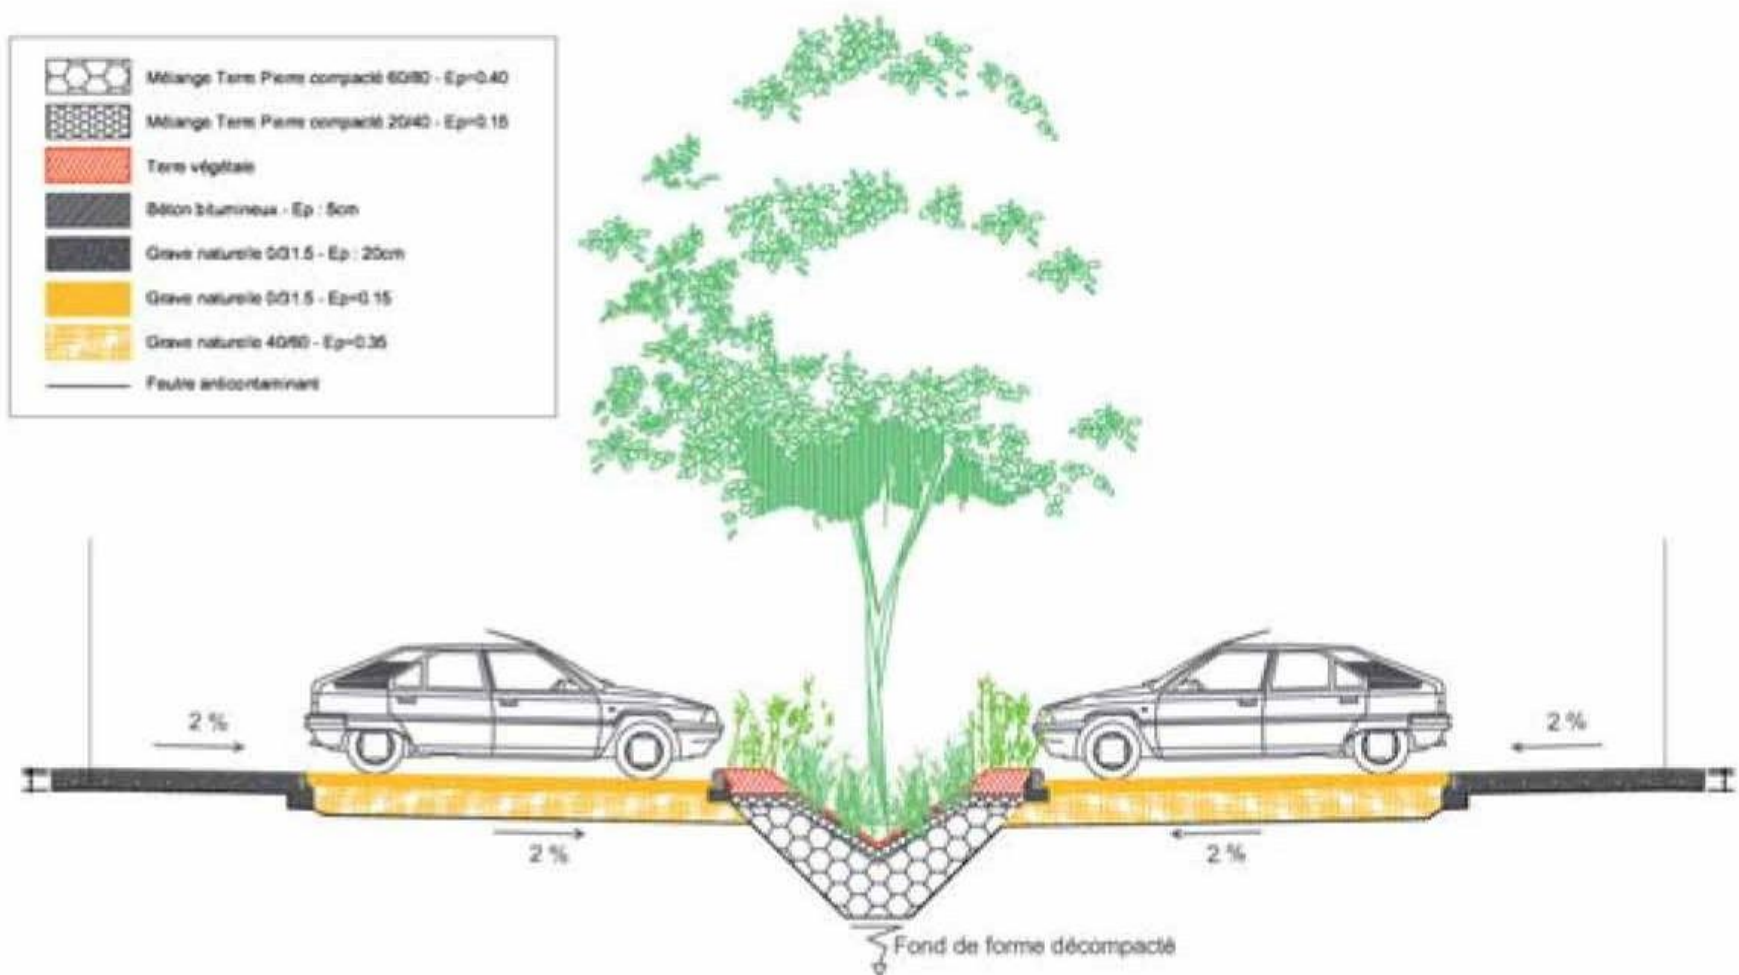 Mélange Terre Pierre compacté 60/80 - Ep=0.40
Mélange Terre Pierre compacté 20/40 - Ep=0.15
Terre végétale
Béton bitumineux - Ep : 5cm
Grave naturelle 0/31.5 - Ep : 20cm
Grave naturelle 0/31.5 - Ep=0.15
Grave naturelle 40/60 - Ep=0.35
Feutre anticontaminant
2 %
2 %
2 %
2 %
Fond de forme décompacté